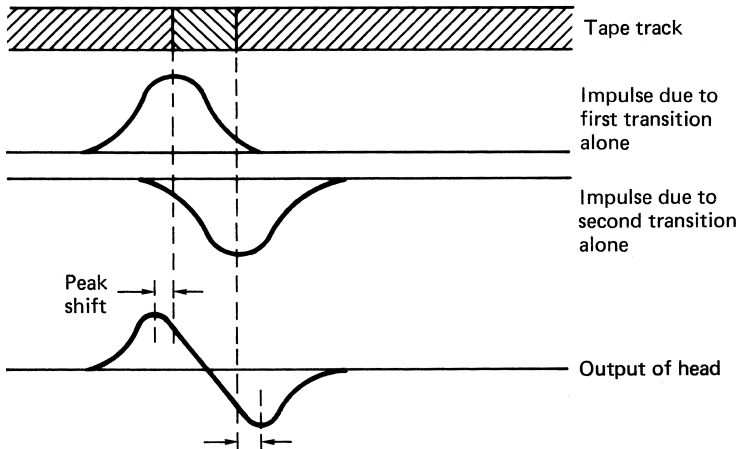 Tape track
Impulse due to
first transition
alone
Impulse due to
second transition
alone
Peak
shift
Output of head